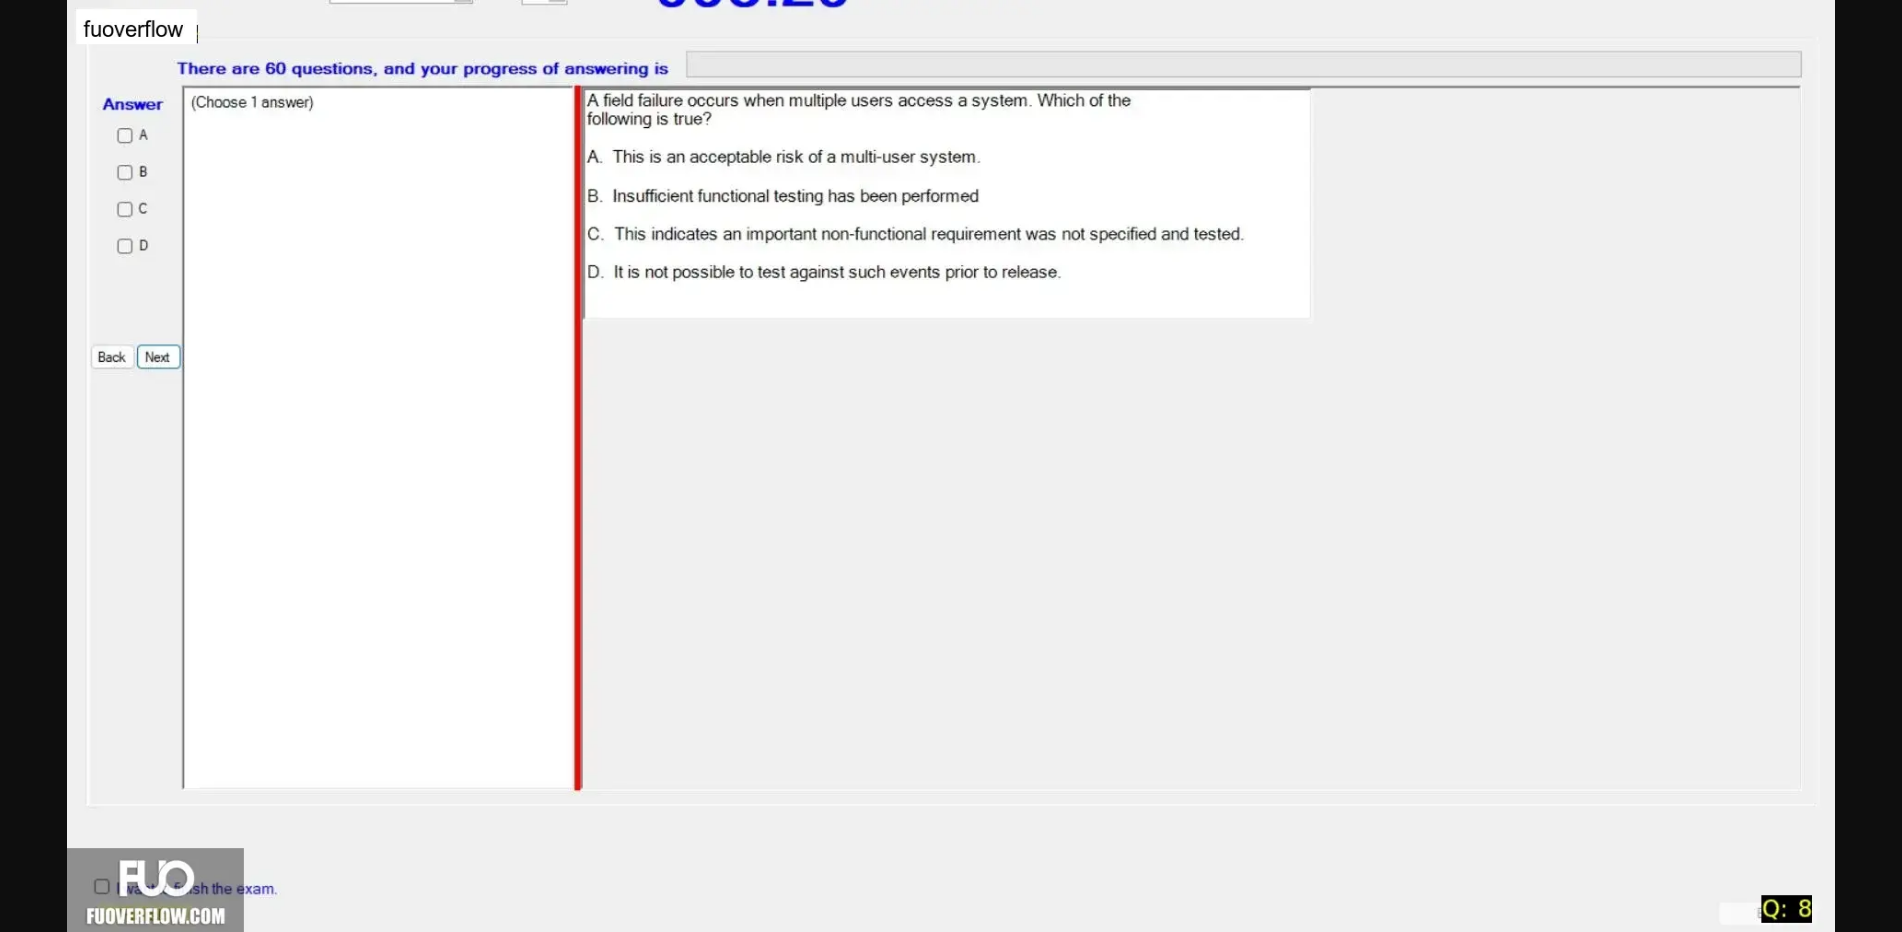 fuoverflow
There are 60 questions, and your progress of answering is
Answer
(Choose 1 answer)
A
B
C
D
Back
Next
A field failure occurs when multiple users access a system. Which of the
following is true?
A. This is an acceptable risk of a multi-user system.
B. Insufficient functional testing has been performed
C. This indicates an important non-functional requirement was not specified and tested.
D. It is not possible to test against such events prior to release.
the exam.
FUO
FUOVERFLOW.COM
Q: 8